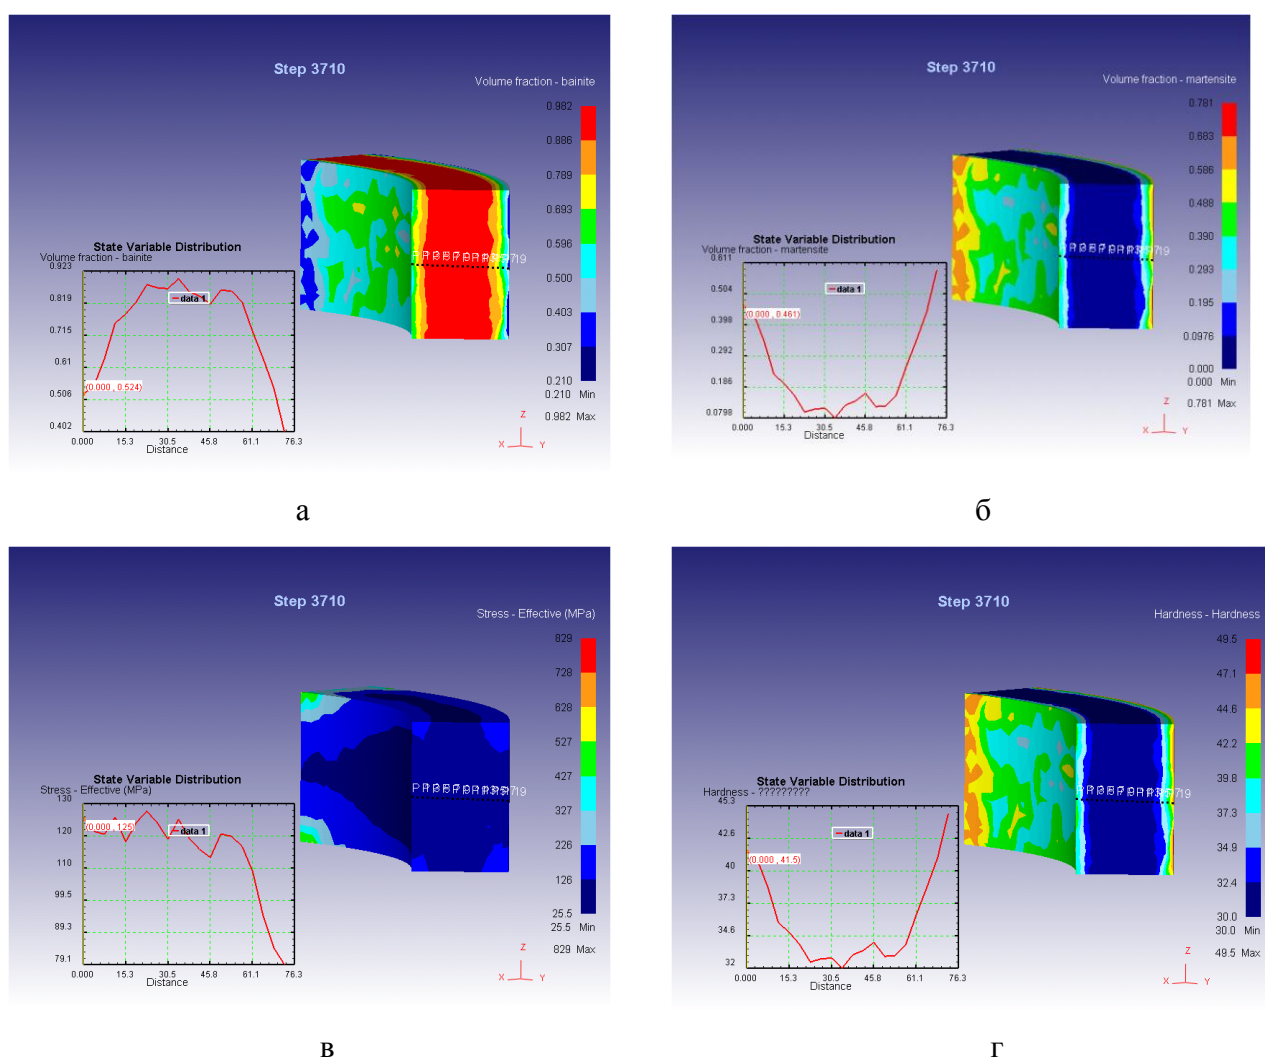 Step 3710
Volume fraction - bainite
0.982
0.886
0.789
0.693
0.596
0.500
0.403
0.307
0.210
0.210 Min
0.982 Max
State Variable Distribution
Volume fraction - bainite
0.923
0.819
0.715
0.61
0.506
0.402
data 1
(0.000 , 0.524)
0.000 15.3 30.5 45.8 61.1 76.3
Distance
Z
X Y
а
Step 3710
Volume fraction - martensite
0.781
0.683
0.586
0.488
0.390
0.293
0.195
0.0976
0.000
0.000 Min
0.781 Max
State Variable Distribution
Volume fraction - martensite
0.611
0.504
0.398
0.292
0.186
0.0798
data 1
(0.000 , 0.461)
0.000 15.3 30.5 45.8 61.1 76.3
Distance
Z
X Y
б
Step 3710
Stress - Effective (MPa)
829
728
628
527
427
327
226
126
25.5
25.5 Min
829 Max
State Variable Distribution
Stress - Effective (MPa)
130
120
110
99.5
89.3
79.1
data 1
(0.000 , 125)
0.000 15.3 30.5 45.8 61.1 76.3
Distance
Z
X Y
в
Step 3710
Hardness - Hardness
49.5
47.1
44.6
42.2
39.8
37.3
34.9
32.4
30.0
30.0 Min
49.5 Max
State Variable Distribution
Hardness - ?????????
45.3
42.6
40
37.3
34.6
32
data 1
(0.000 , 41.5)
0.000 15.3 30.5 45.8 61.1 76.3
Distance
Z
X Y
г